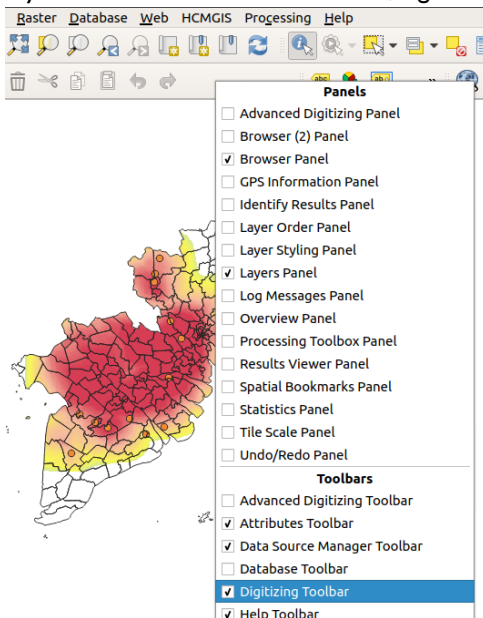 Raster Database Web HCMGIS Processing Help
abc
Panels
Advanced Digitizing Panel
Browser (2) Panel
Browser Panel
GPS Information Panel
Identify Results Panel
Layer Order Panel
Layer Styling Panel
Layers Panel
Log Messages Panel
Overview Panel
Processing Toolbox Panel
Results Viewer Panel
Spatial Bookmarks Panel
Statistics Panel
Tile Scale Panel
Undo/Redo Panel
Toolbars
Advanced Digitizing Toolbar
Attributes Toolbar
Data Source Manager Toolbar
Database Toolbar
Digitizing Toolbar
Help Toolbar